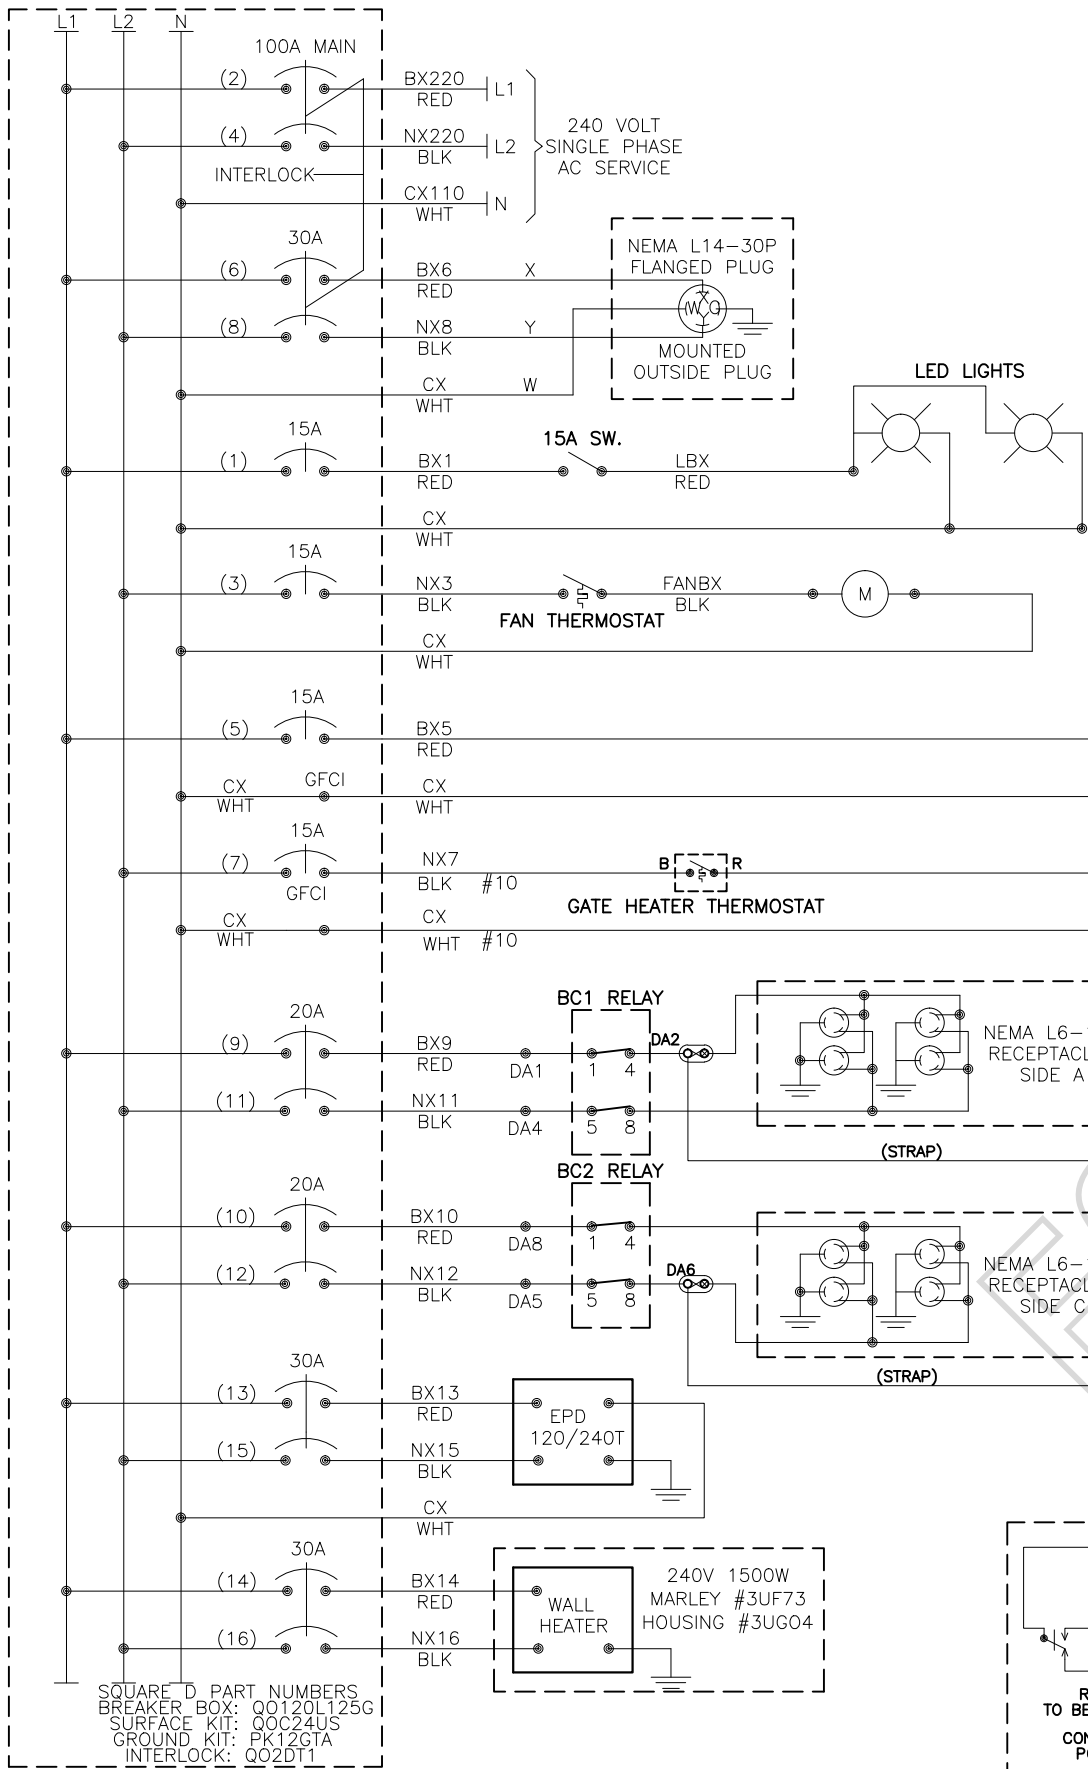 L1 L2 N
100A MAIN
(2) BX220 L1
RED
(4) NX220 L2
BLK
240 VOLT
SINGLE PHASE
AC SERVICE
INTERLOCK
CX110 N
WHT
30A
NEMA L14-30P
FLANGED PLUG
(6) BX6 X
RED
W G
X
Y
(8) NX8 Y
BLK
MOUNTED
OUTSIDE PLUG
CX W
WHT
LED LIGHTS
15A 15A SW.
(1) BX1 LBX
RED RED
CX
WHT
15A
(3) NX3 FANBX M
BLK BLK
FAN THERMOSTAT
CX
WHT
15A
(5) BX5
RED
CX GFCI CX
WHT WHT
15A
(7) NX7 B R
BLK #10
GFCI
GATE HEATER THERMOSTAT
CX CX
WHT WHT #10
BC1 RELAY
20A
(9) BX9 DA2
RED DA1 1 4
NEMA L6-
RECEPTACL
SIDE A
(11) NX11
BLK DA4 5 8
(STRAP)
BC2 RELAY
20A
(10) BX10
RED DA8 1 4
(12) NX12 DA6
BLK DA5 5 8
NEMA L6-
RECEPTACL
SIDE C
(STRAP)
30A
(13) BX13
RED
EPD
120/240T
(15) NX15
BLK
CX
WHT
30A
(14) BX14
RED
WALL
HEATER
240V 1500W
MARLEY #3UF73
HOUSING #3UG04
(16) NX16
BLK
SQUARE D PART NUMBERS
BREAKER BOX: QO120L125G
SURFACE KIT: QOC24US
GROUND KIT: PK12GTA
INTERLOCK: QO2DT1
R
TO BE
CON
PO